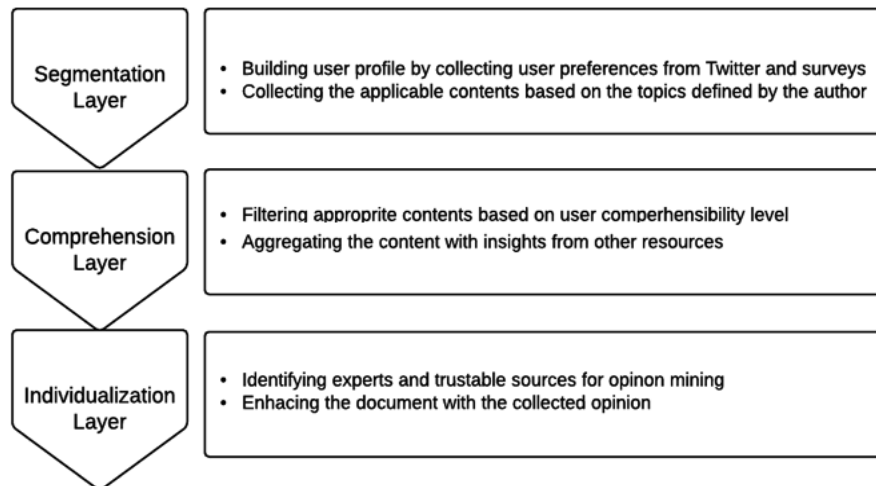 Segmentation
Layer
• Building user profile by collecting user preferences from Twitter and surveys
• Collecting the applicable contents based on the topics defined by the author
Comprehension
Layer
• Filtering approprite contents based on user comperhensibility level
• Aggregating the content with insights from other resources
Individualization
Layer
• Identifying experts and trustable sources for opinon mining
• Enhacing the document with the collected opinion